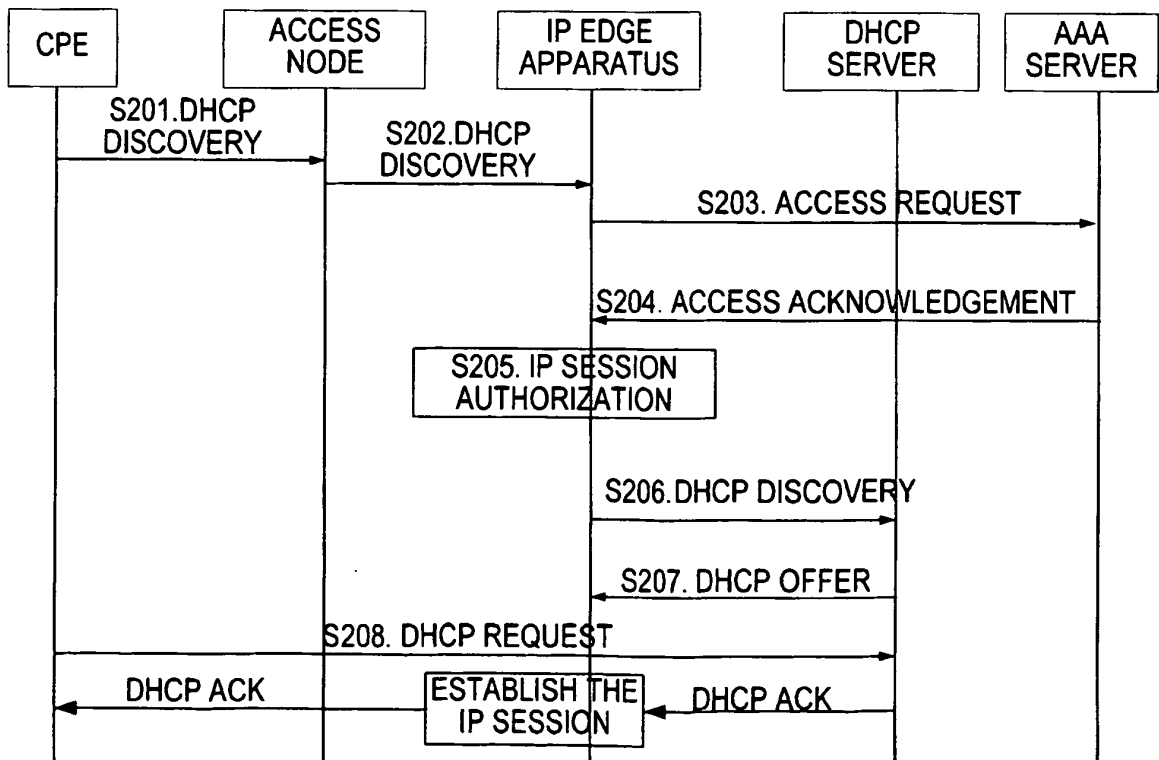 CPE
ACCESS
NODE
IP EDGE
APPARATUS
DHCP
SERVER
AAA
SERVER
S201.DHCP
DISCOVERY
S202.DHCP
DISCOVERY
S203. ACCESS REQUEST
S204. ACCESS ACKNOWLEDGEMENT
S205. IP SESSION
AUTHORIZATION
S206.DHCP DISCOVERY
S207. DHCP OFFER
S208. DHCP REQUEST
DHCP ACK
ESTABLISH THE
IP SESSION
DHCP ACK